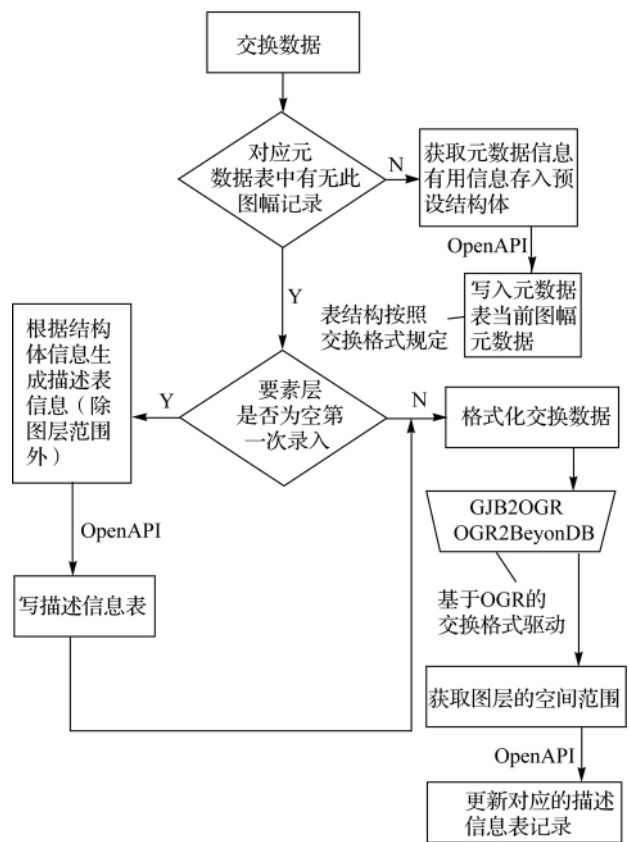 交换数据
对应元
数据表中有无此
图幅记录
N
获取元数据信息
有用信息存入预
设结构体
OpenAPI
Y
写入元数据
表当前图幅
元数据
表结构按照
交换格式规定
根据结构
体信息生
成描述表
信息（除
图层范围
外）
Y
要素层
是否为空第
一次录入
N
格式化交换数据
OpenAPI
GJB2OGR
OGR2BeyonDB
写描述信息表
基于OGR的
交换格式驱动
获取图层的空间范围
OpenAPI
更新对应的描述
信息表记录